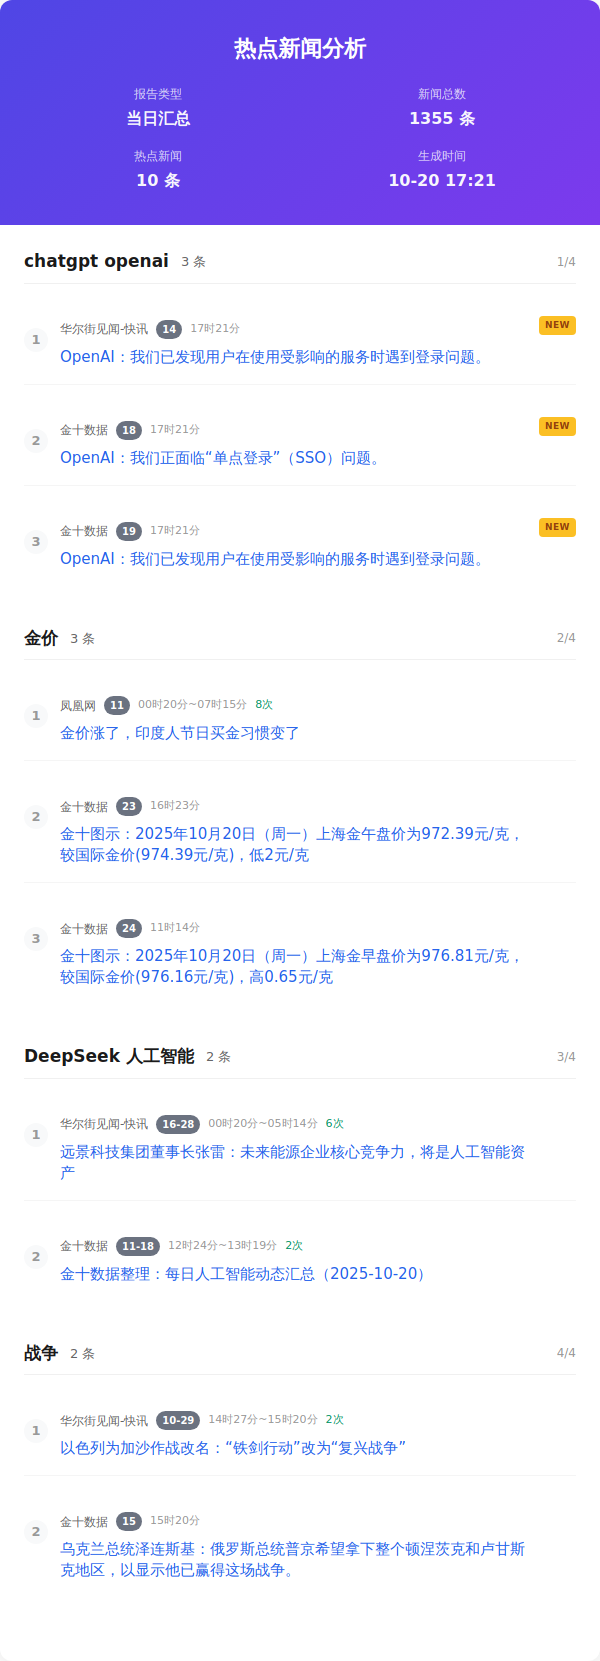 热点新闻分析
报告类型
新闻总数
当日汇总
1355 条
热点新闻
生成时间
10 条
10-20 17:21
chatgpt openai 3 条 1/4
1 华尔街见闻-快讯 14 17时21分 NEW
OpenAI：我们已发现用户在使用受影响的服务时遇到登录问题。
2 金十数据 18 17时21分 NEW
OpenAI：我们正面临“单点登录”（SSO）问题。
3 金十数据 19 17时21分 NEW
OpenAI：我们已发现用户在使用受影响的服务时遇到登录问题。
金价 3 条 2/4
1 凤凰网 11 00时20分~07时15分 8次
金价涨了，印度人节日买金习惯变了
2 金十数据 23 16时23分
金十图示：2025年10月20日（周一）上海金午盘价为972.39元/克，
较国际金价(974.39元/克)，低2元/克
3 金十数据 24 11时14分
金十图示：2025年10月20日（周一）上海金早盘价为976.81元/克，
较国际金价(976.16元/克)，高0.65元/克
DeepSeek 人工智能 2 条 3/4
1 华尔街见闻-快讯 16-28 00时20分~05时14分 6次
远景科技集团董事长张雷：未来能源企业核心竞争力，将是人工智能资
产
2 金十数据 11-18 12时24分~13时19分 2次
金十数据整理：每日人工智能动态汇总（2025-10-20）
战争 2 条 4/4
1 华尔街见闻-快讯 10-29 14时27分~15时20分 2次
以色列为加沙作战改名：“铁剑行动”改为“复兴战争”
2 金十数据 15 15时20分
乌克兰总统泽连斯基：俄罗斯总统普京希望拿下整个顿涅茨克和卢甘斯
克地区，以显示他已赢得这场战争。